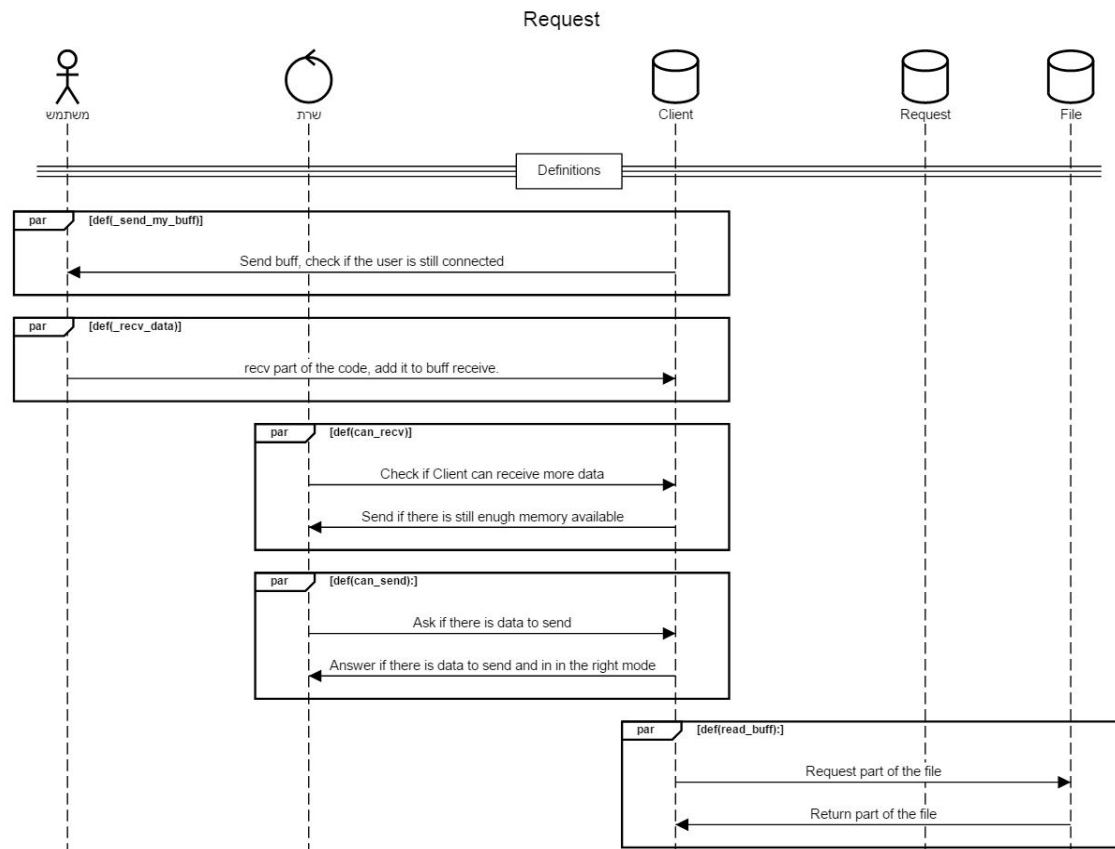 Request
משתמש
שרת
Client
Request
File
Definitions
par [def(_send_my_buff)]
Send buff, check if the user is still connected
par [def(_recv_data)]
recv part of the code, add it to buff receive.
par [def(can_recv)]
Check if Client can receive more data
Send if there is still enugh memory available
par [def(can_send):]
Ask if there is data to send
Answer if there is data to send and in in the right mode
par [def(read_buff):]
Request part of the file
Return part of the file